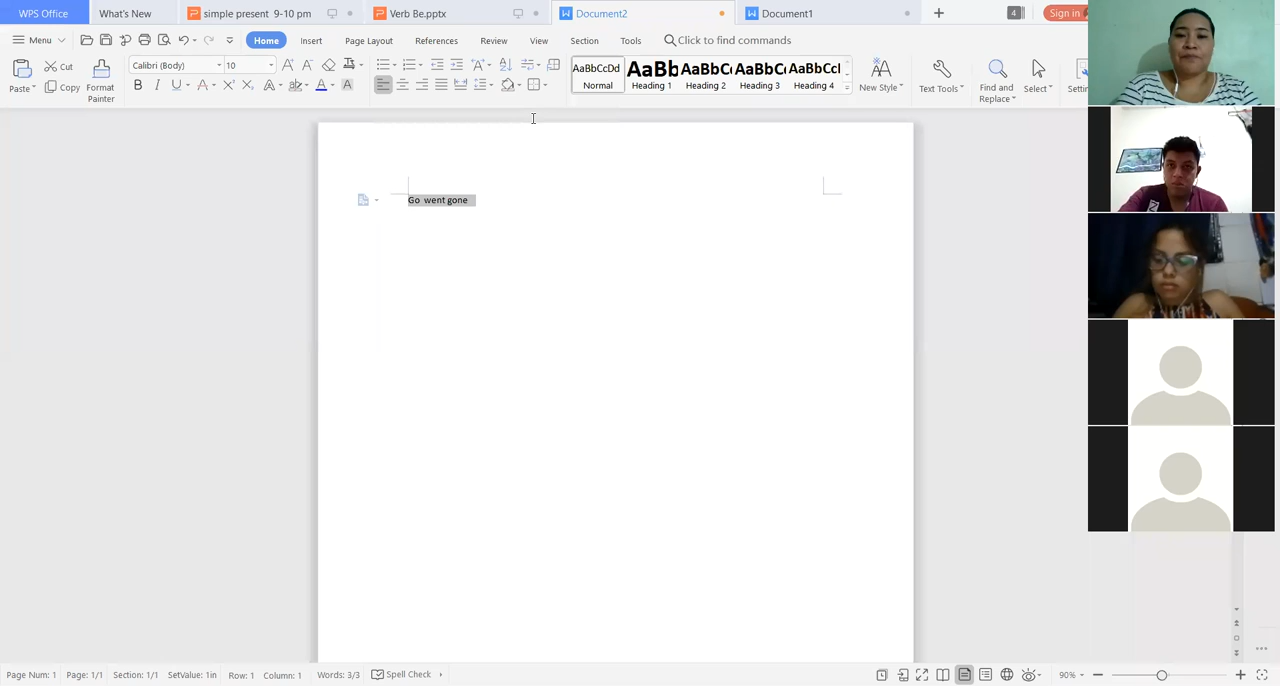 WPS Office What's New simple present 9-10 pm Verb Be.pptx Document2 Document1 4 Sign in
Menu Home Insert Page Layout References Review View Section Tools Click to find commands
Paste Cut Copy Format Painter Calibri (Body) 10 AaBbCcDd AaBb AaBbC AaBbC AaBbCcI
Normal Heading 1 Heading 2 Heading 3 Heading 4 New Style Text Tools Find and Replace Select
Go went gone
Page Num: 1 Page: 1/1 Section: 1/1 SetValue: 1in Row: 1 Column: 1 Words: 3/3 Spell Check 90%